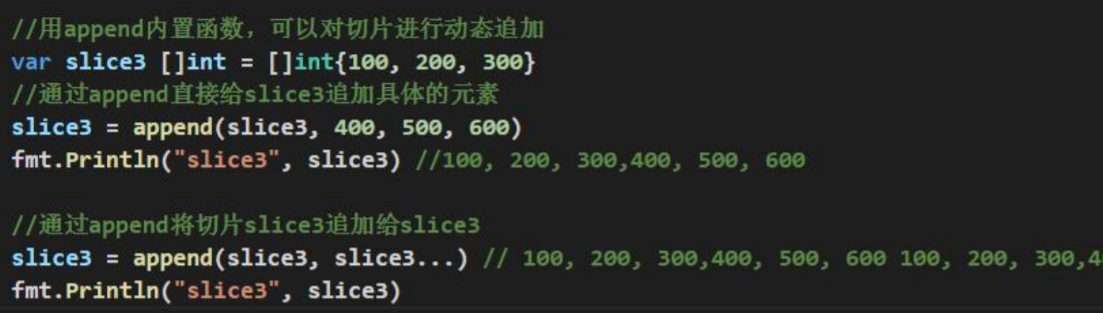 //用append内置函数，可以对切片进行动态追加
var slice3 []int = []int{100, 200, 300}
//通过append直接给slice3追加具体的元素
slice3 = append(slice3, 400, 500, 600)
fmt.Println("slice3", slice3) //100, 200, 300,400, 500, 600
//通过append将切片slice3追加给slice3
slice3 = append(slice3, slice3...) // 100, 200, 300,400, 500, 600 100, 200, 300,4
fmt.Println("slice3", slice3)